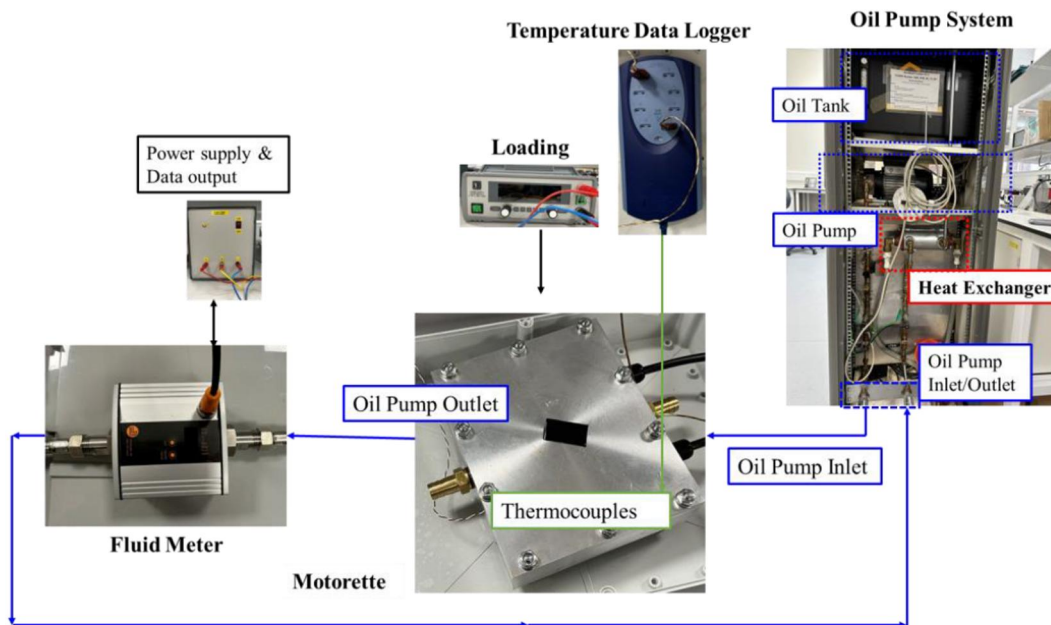 Oil Pump System
Temperature Data Logger
Oil Tank
Loading
Power supply &
Data output
Oil Pump
Heat Exchanger
Oil Pump
Inlet/Outlet
Oil Pump Outlet
Oil Pump Inlet
Thermocouples
Fluid Meter
Motorette